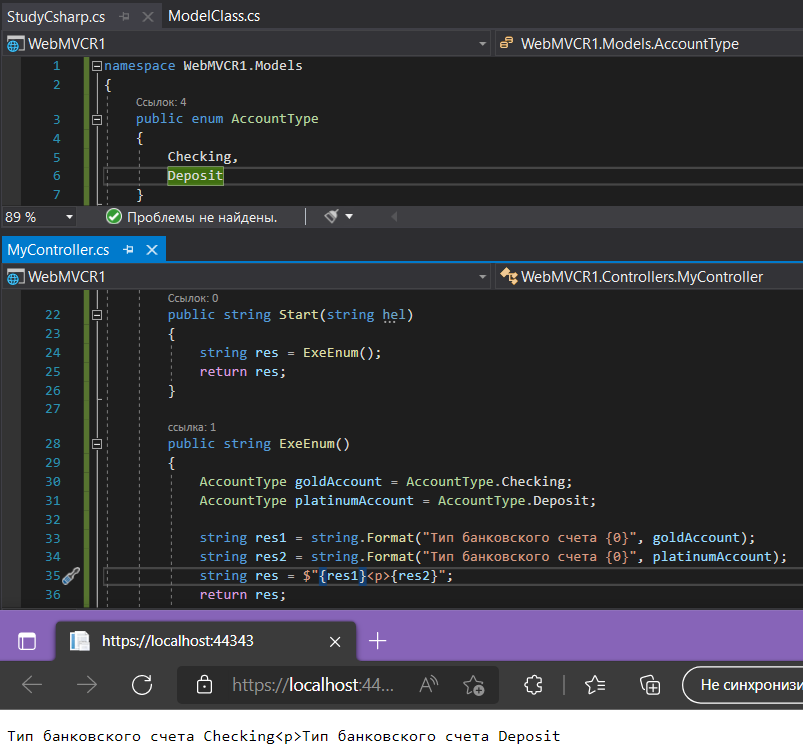 StudyCsharp.cs ModelClass.cs
WebMVCR1 WebMVCR1.Models.AccountType
1 namespace WebMVCR1.Models
2 {
Ссылок: 4
3 public enum AccountType
4 {
5 Checking,
6 Deposit
7 }
89 % Проблемы не найдены.
MyController.cs
WebMVCR1 WebMVCR1.Controllers.MyController
Ссылок: 0
22 public string Start(string hel)
23 {
24 string res = ExeEnum();
25 return res;
26 }
27
ссылка: 1
28 public string ExeEnum()
29 {
30 AccountType goldAccount = AccountType.Checking;
31 AccountType platinumAccount = AccountType.Deposit;
32
33 string res1 = string.Format("Тип банковского счета {0}", goldAccount);
34 string res2 = string.Format("Тип банковского счета {0}", platinumAccount);
35 string res = $"{res1}<p>{res2}";
36 return res;
https://localhost:44343
https://localhost:44... Не синхронизи
Тип банковского счета Checking<p>Тип банковского счета Deposit